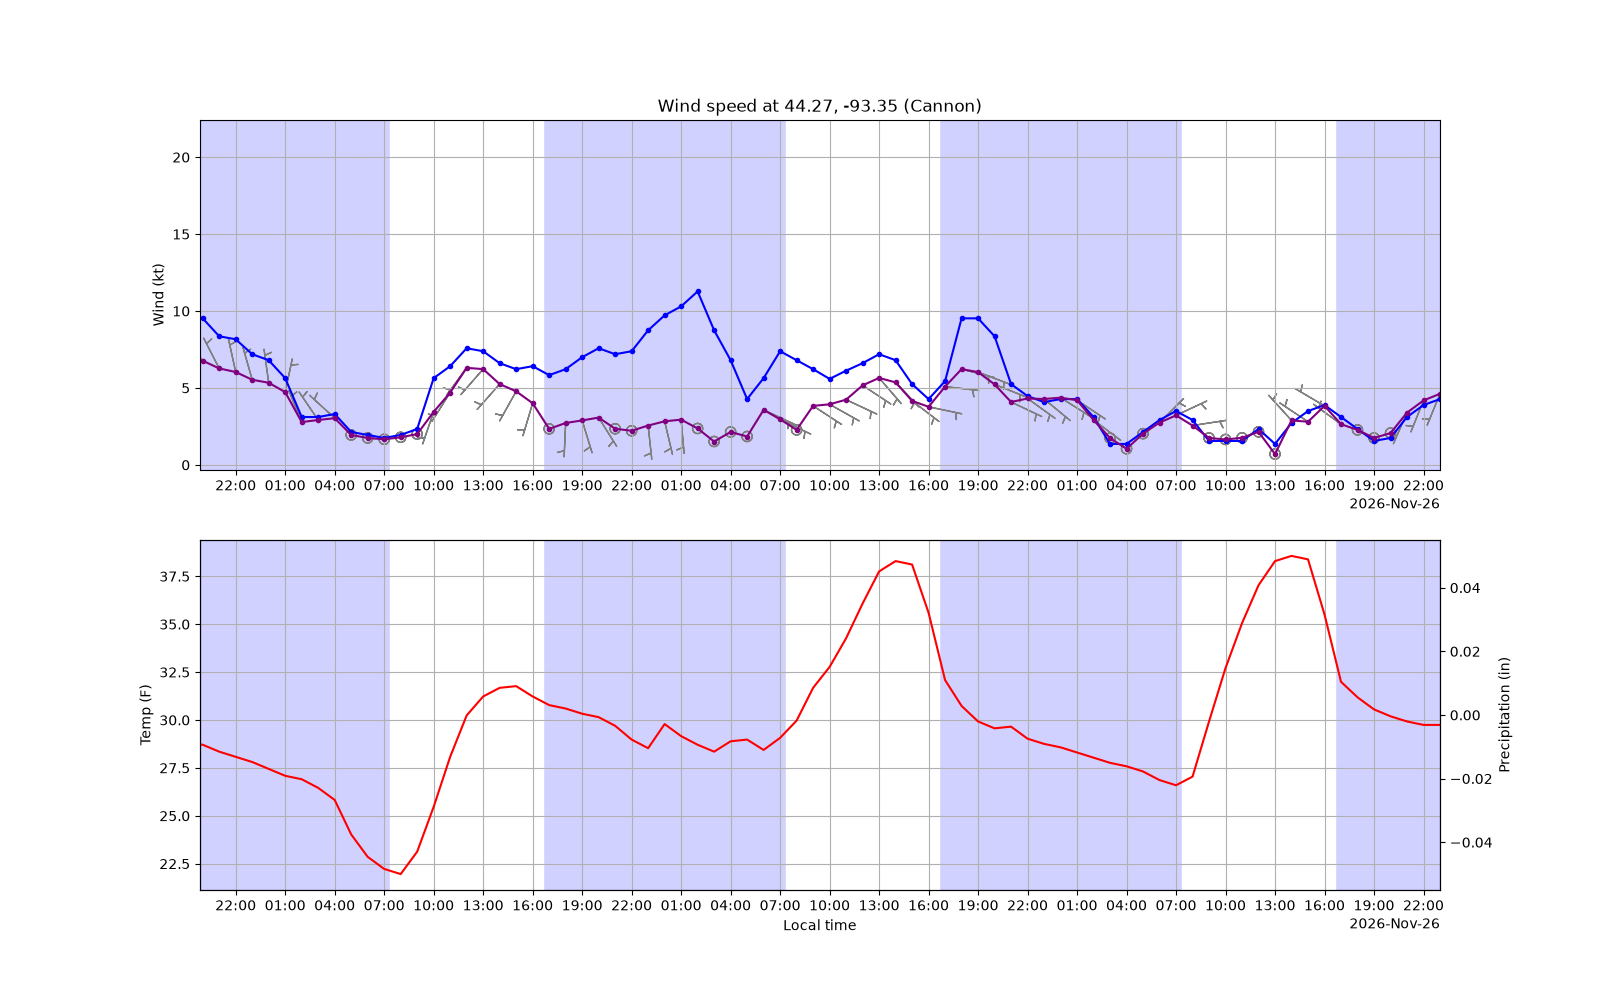 Wind speed at 44.27, -93.35 (Cannon)
Wind (kt)
20
15
10
5
0
22:00 01:00 04:00 07:00 10:00 13:00 16:00 19:00 22:00 01:00 04:00 07:00 10:00 13:00 16:00 19:00 22:00 01:00 04:00 07:00 10:00 13:00 16:00 19:00 22:00
2026-Nov-26
Temp (F)
37.5
35.0
32.5
30.0
27.5
25.0
22.5
0.04
0.02
0.00
−0.02
−0.04
Precipitation (in)
22:00 01:00 04:00 07:00 10:00 13:00 16:00 19:00 22:00 01:00 04:00 07:00 10:00 13:00 16:00 19:00 22:00 01:00 04:00 07:00 10:00 13:00 16:00 19:00 22:00
2026-Nov-26
Local time